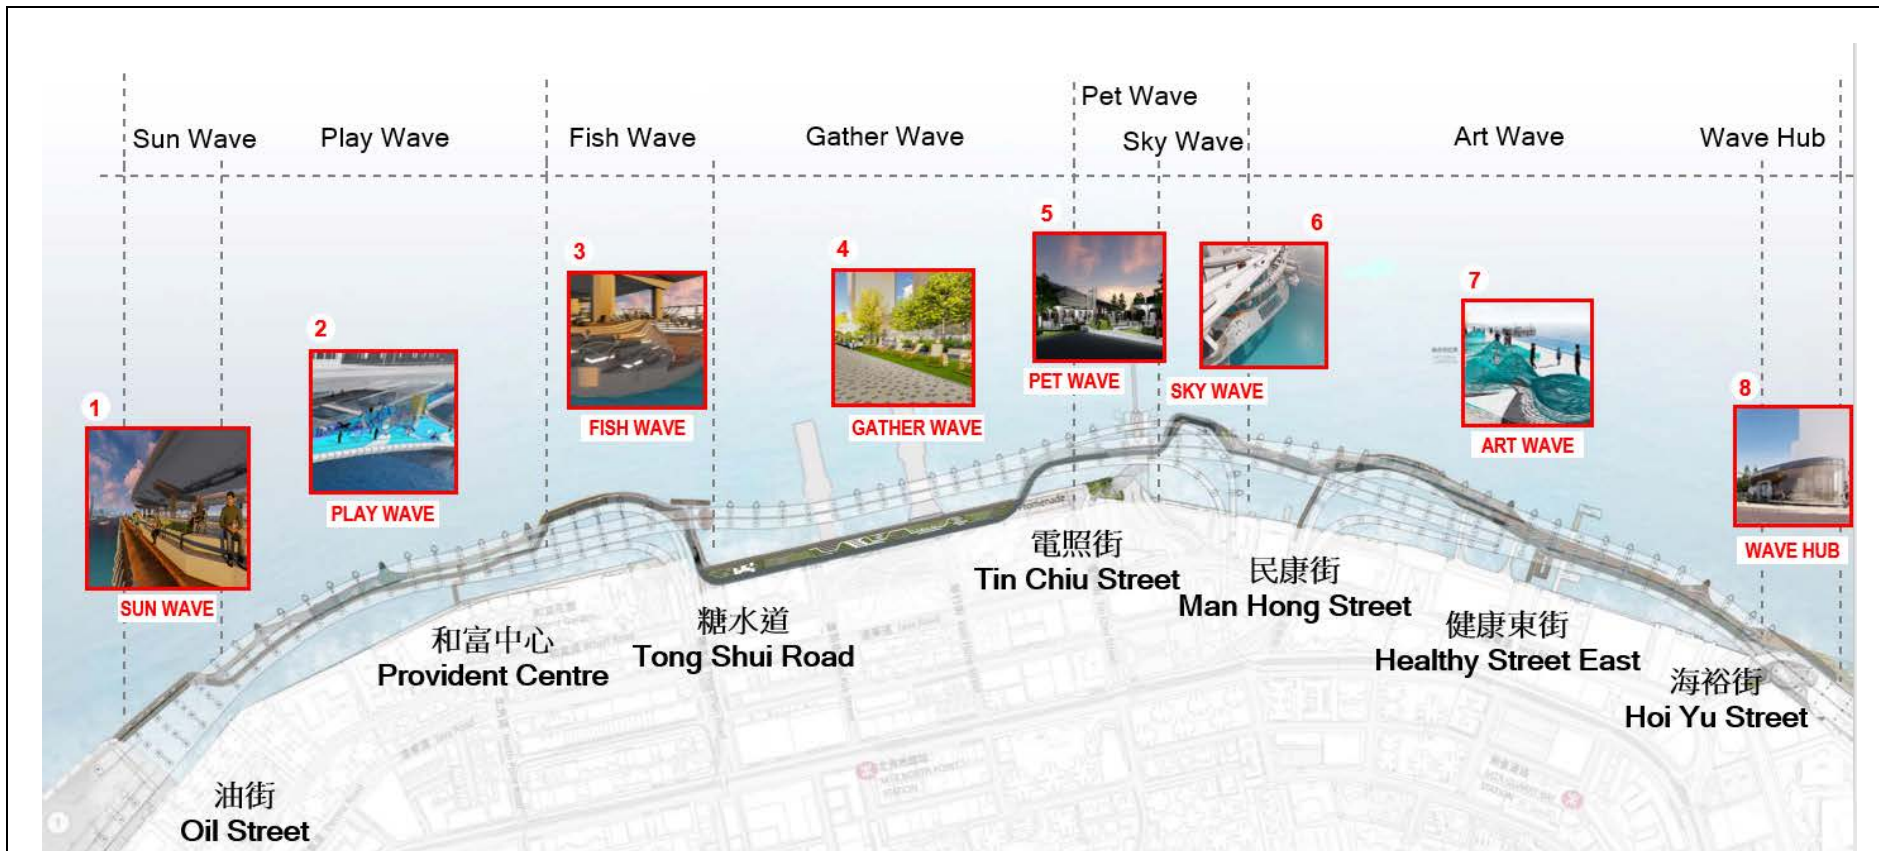 Pet Wave
Sun Wave
Play Wave
Fish Wave
Gather Wave
Sky Wave
Art Wave
Wave Hub
1
SUN WAVE
2
PLAY WAVE
3
FISH WAVE
4
GATHER WAVE
5
PET WAVE
6
SKY WAVE
7
ART WAVE
8
WAVE HUB
Promenade
油街
Oil Street
和富中心
Provident Centre
糖水道
Tong Shui Road
電照街
Tin Chiu Street
民康街
Man Hong Street
健康東街
Healthy Street East
海裕街
Hoi Yu Street
1